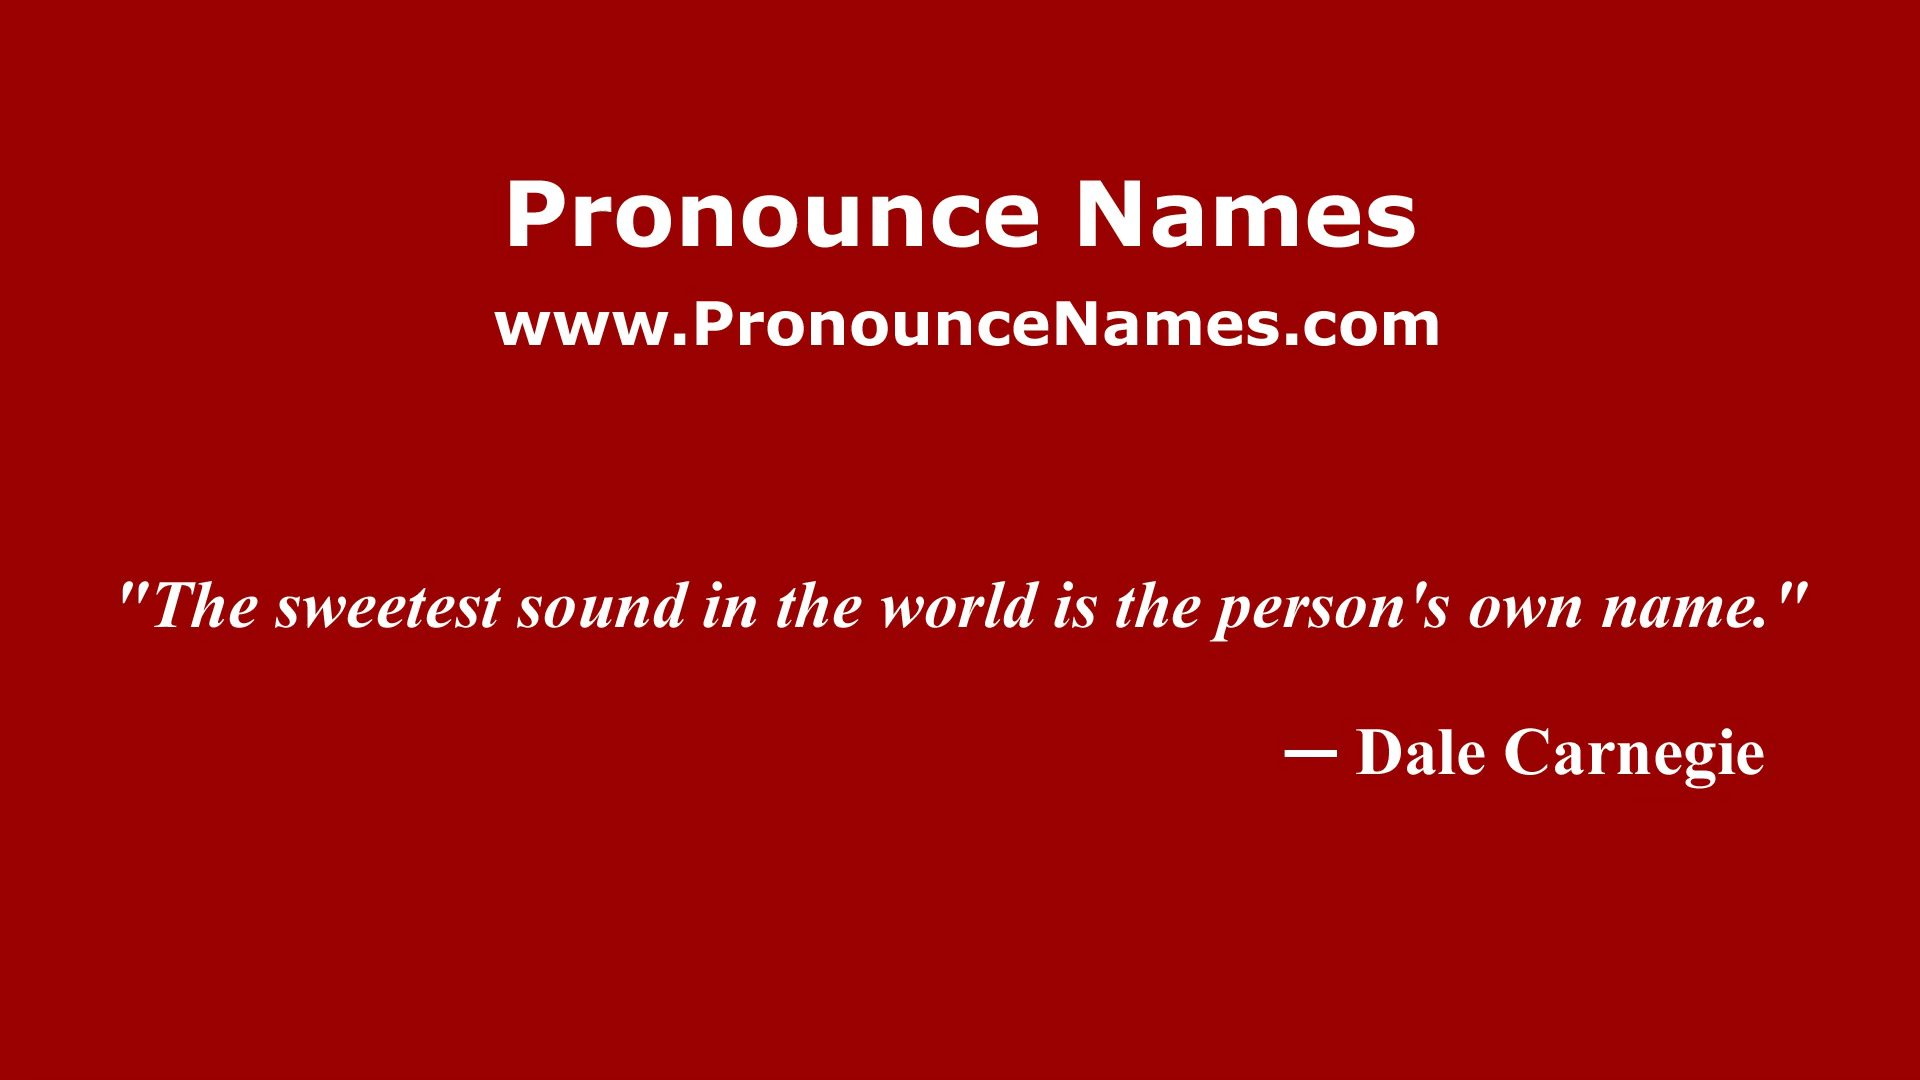 Pronounce Names
www.PronounceNames.com
"The sweetest sound in the world is the person's own name."
— Dale Carnegie